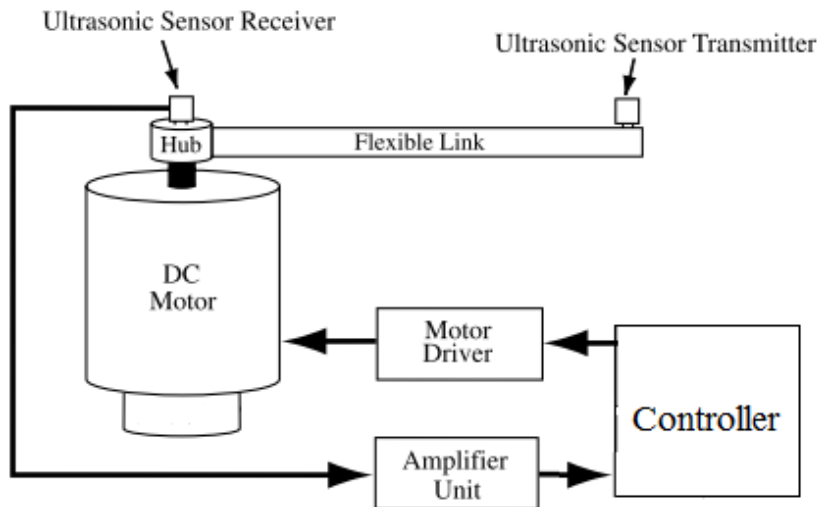 Ultrasonic Sensor Receiver
Ultrasonic Sensor Transmitter
Hub
Flexible Link
DC
Motor
Motor
Driver
Controller
Amplifier
Unit